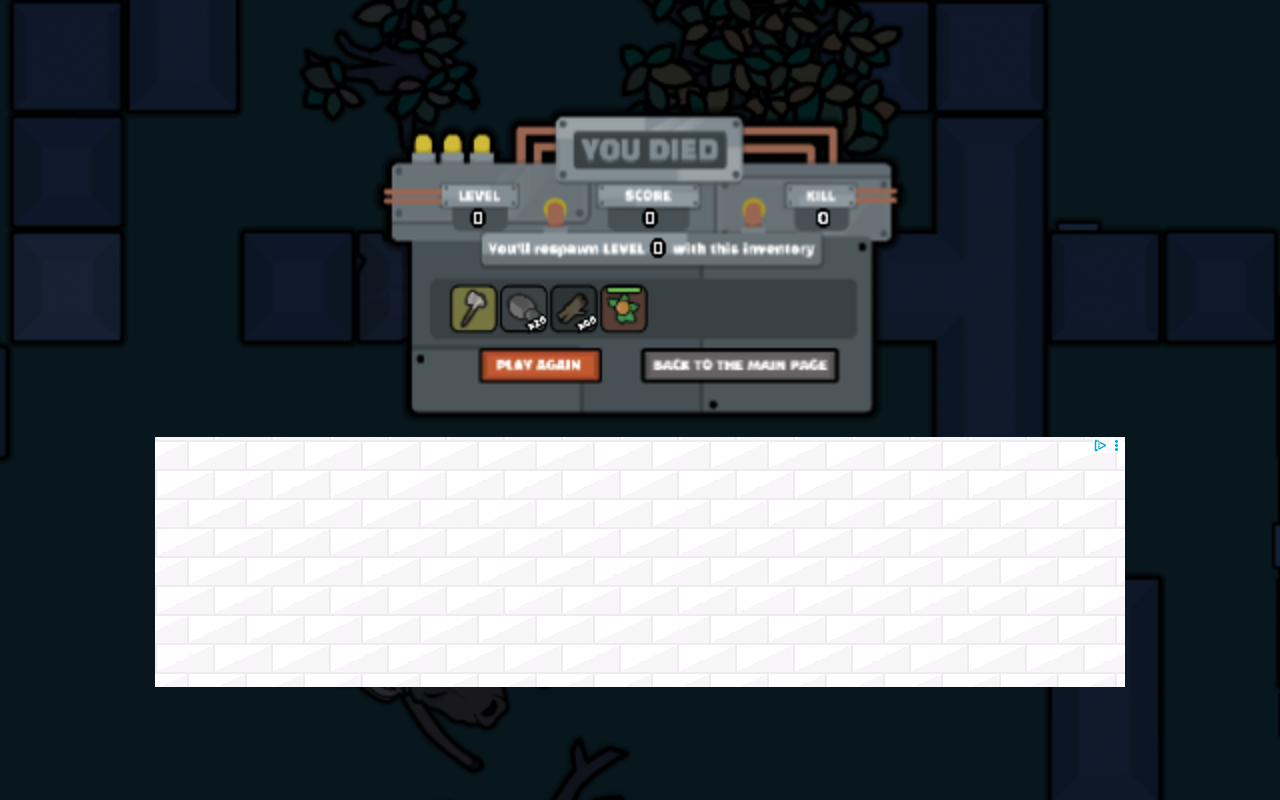 YOU DIED
LEVEL SCORE KILL
0 0 0
You'll respawn LEVEL 0 with this inventory
PLAY AGAIN BACK TO THE MAIN PAGE